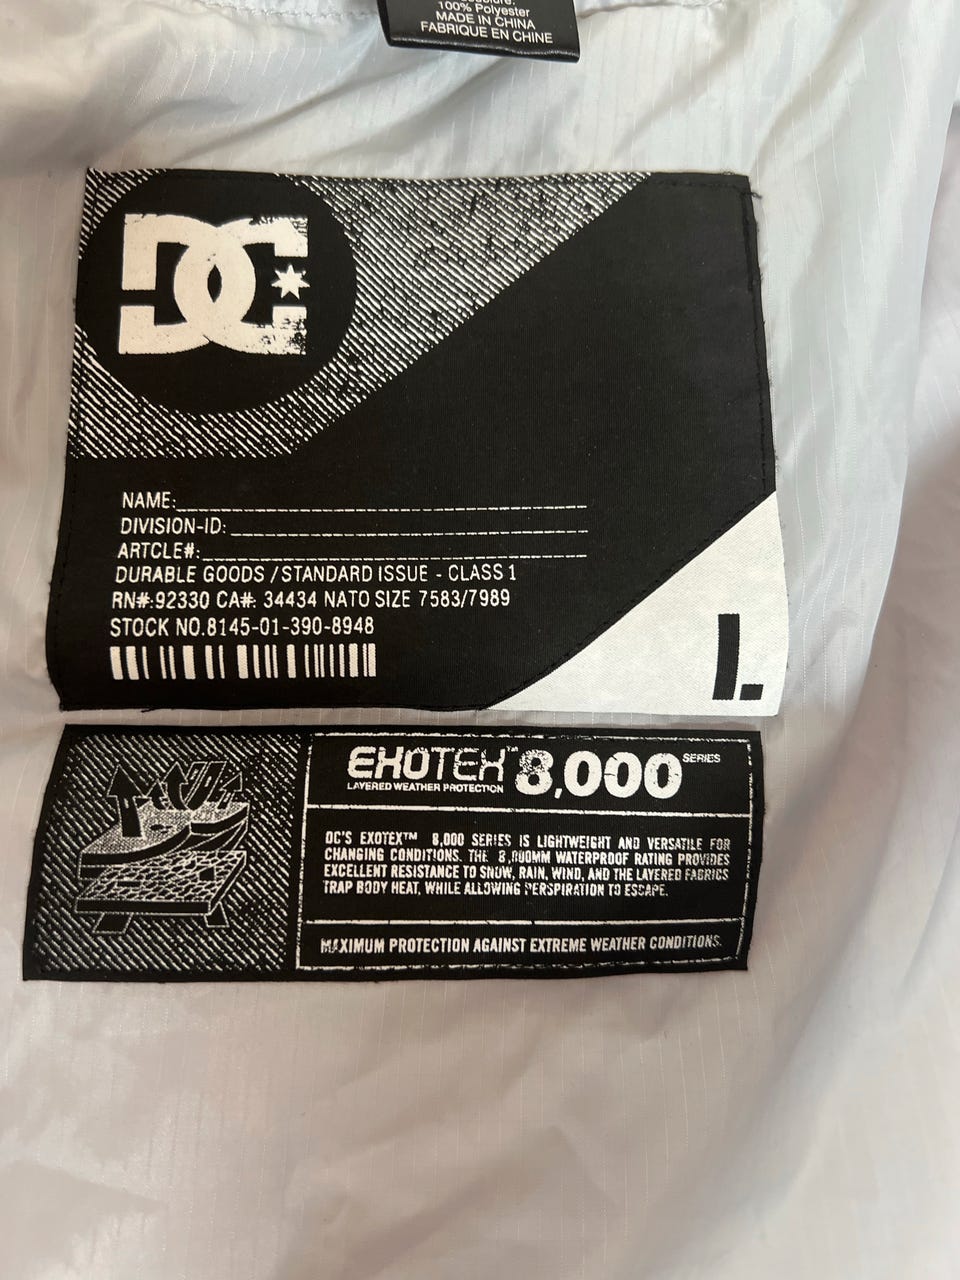 100% Polyester
MADE IN CHINA
FABRIQUE EN CHINE
DC
NAME:
DIVISION-ID:
ARTCLE#:
DURABLE GOODS / STANDARD ISSUE - CLASS 1
RN#:92330 CA#: 34434 NATO SIZE 7583/7989
STOCK NO.8145-01-390-8948
L.
EXOTEX™ 8,000 SERIES
LAYERED WEATHER PROTECTION
DC'S EXOTEX™ 8,000 SERIES IS LIGHTWEIGHT AND VERSATILE FOR
CHANGING CONDITIONS. THE 8,000MM WATERPROOF RATING PROVIDES
EXCELLENT RESISTANCE TO SNOW, RAIN, WIND, AND THE LAYERED FABRICS
TRAP BODY HEAT, WHILE ALLOWING PERSPIRATION TO ESCAPE.
MAXIMUM PROTECTION AGAINST EXTREME WEATHER CONDITIONS.